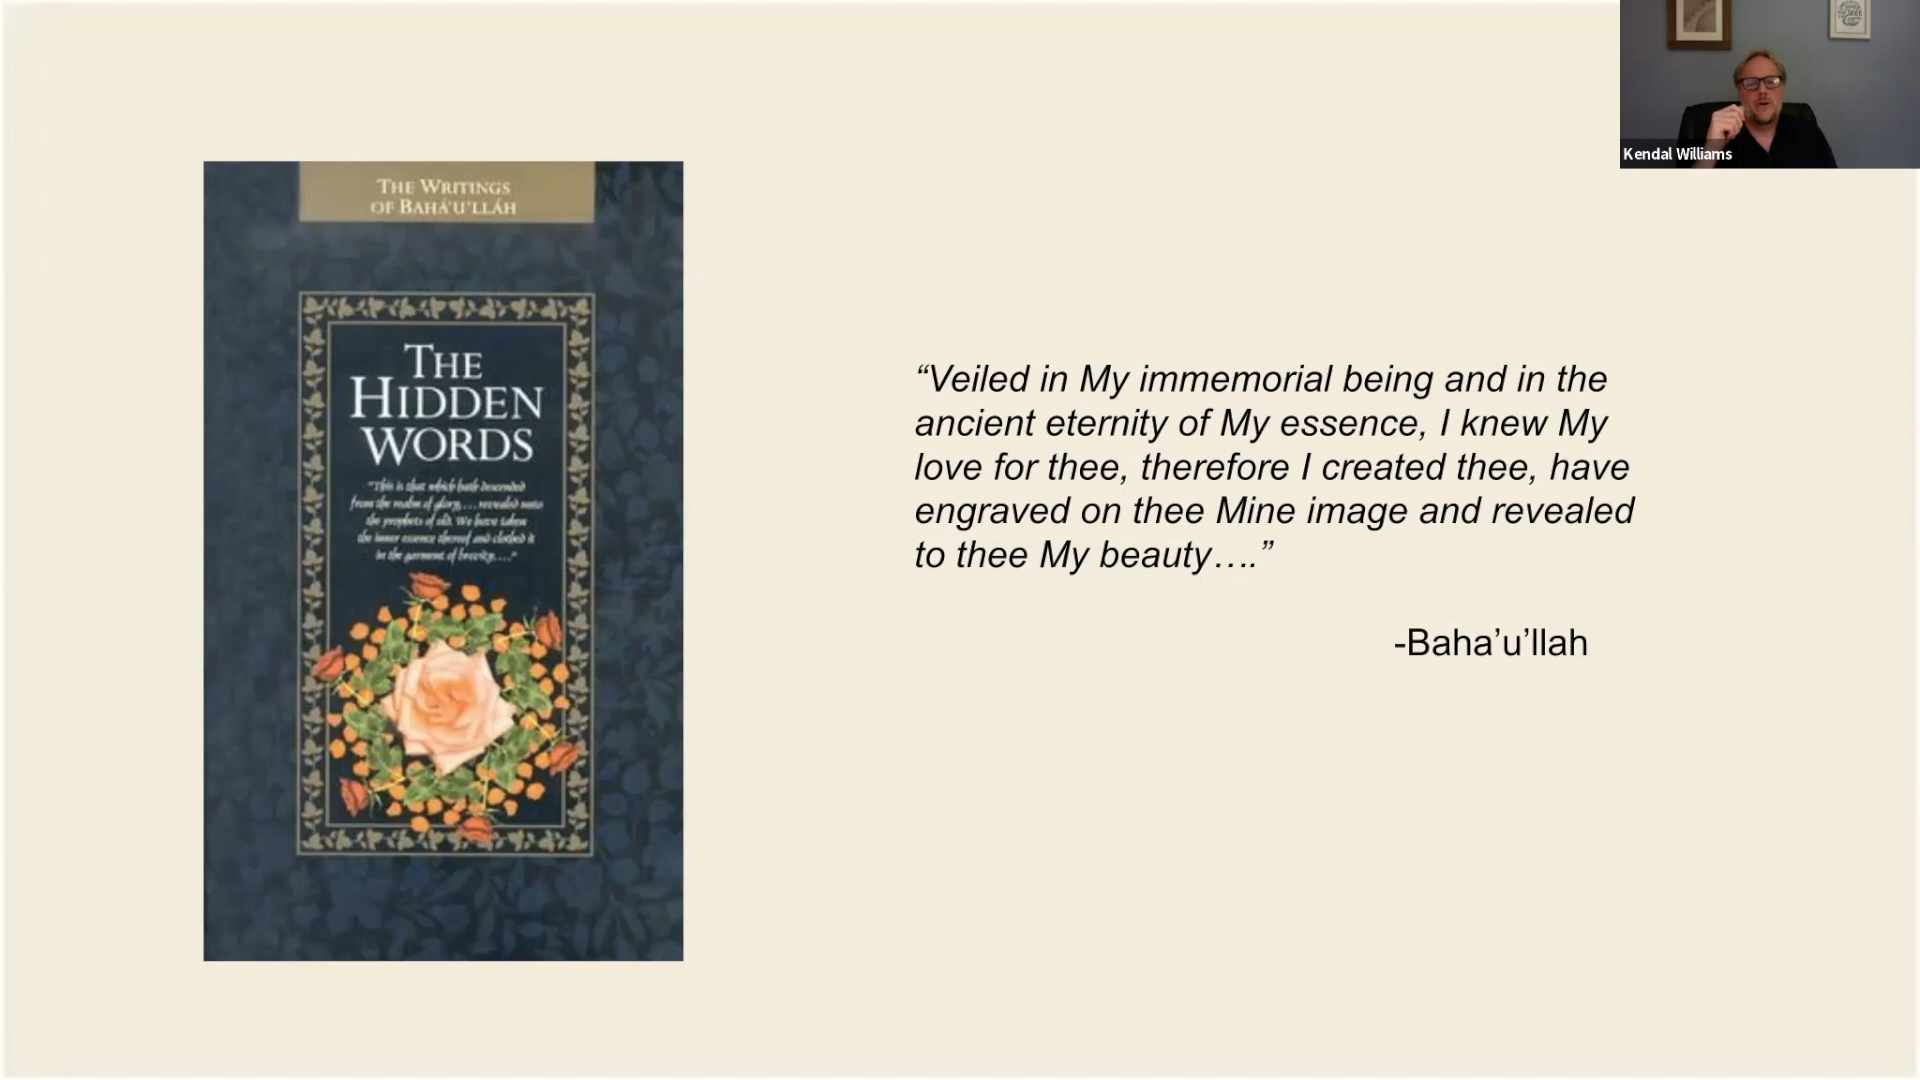 THE WRITINGS
OF BAHÁ'U'LLÁH
THE
HIDDEN
WORDS
"This is that which hath descended
from the realm of glory,...revealed unto
the prophets of old. We have taken
the inner essence thereof and clothed it
in the garment of brevity...."
“Veiled in My immemorial being and in the
ancient eternity of My essence, I knew My
love for thee, therefore I created thee, have
engraved on thee Mine image and revealed
to thee My beauty….”
-Baha’u’llah
Kendal Williams